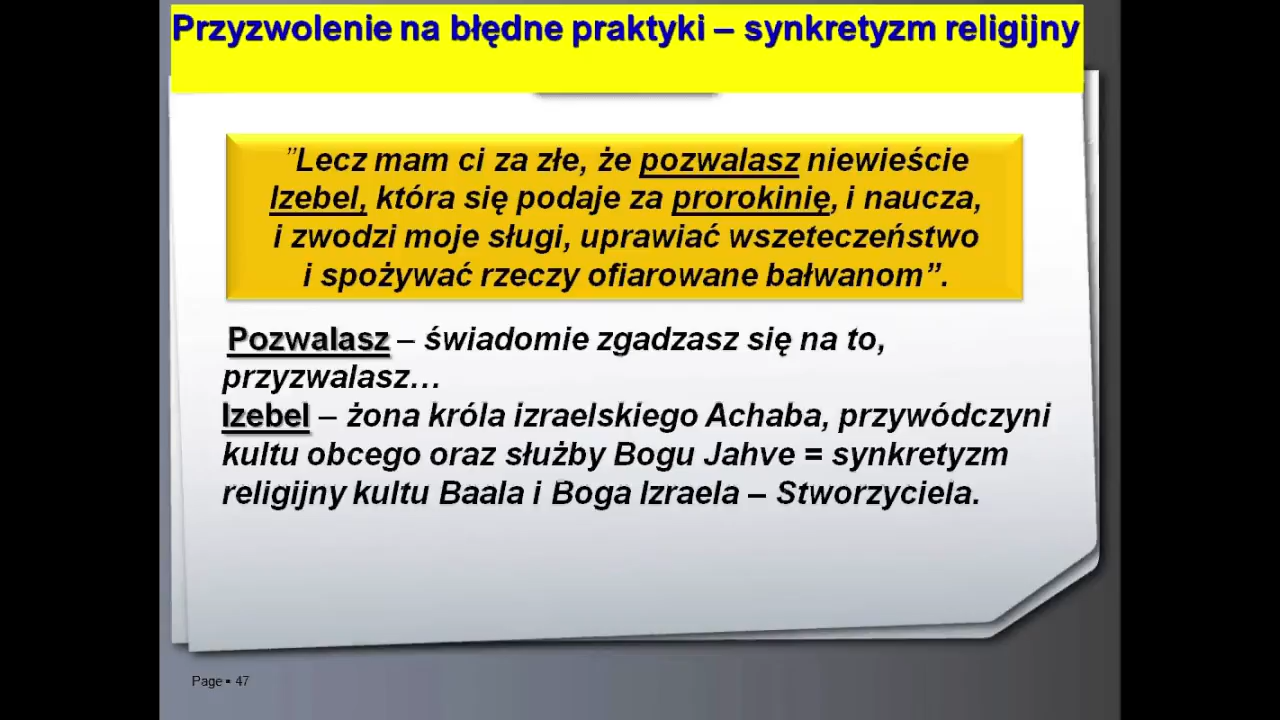 Przyzwolenie na błędne praktyki – synkretyzm religijny
”Lecz mam ci za złe, że pozwalasz niewieście
Izebel, która się podaje za prorokinię, i naucza,
i zwodzi moje sługi, uprawiać wszeteczeństwo
i spożywać rzeczy ofiarowane bałwanom”.
Pozwalasz – świadomie zgadzasz się na to,
przyzwalasz…
Izebel – żona króla izraelskiego Achaba, przywódczyni
kultu obcego oraz służby Bogu Jahve = synkretyzm
religijny kultu Baala i Boga Izraela – Stworzyciela.
Page ▪ 47